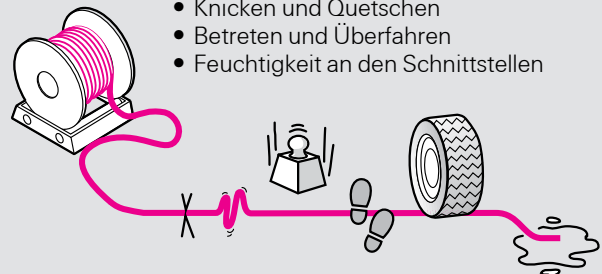 • Knicken und Quetschen
• Betreten und Überfahren
• Feuchtigkeit an den Schnittstellen